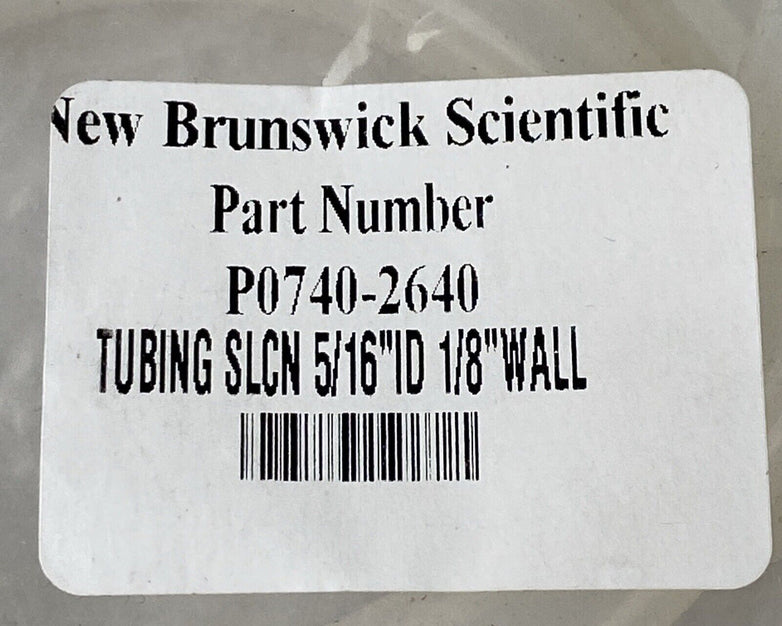 New Brunswick Scientific
Part Number
P0740-2640
TUBING SLCN 5/16"ID 1/8"WALL